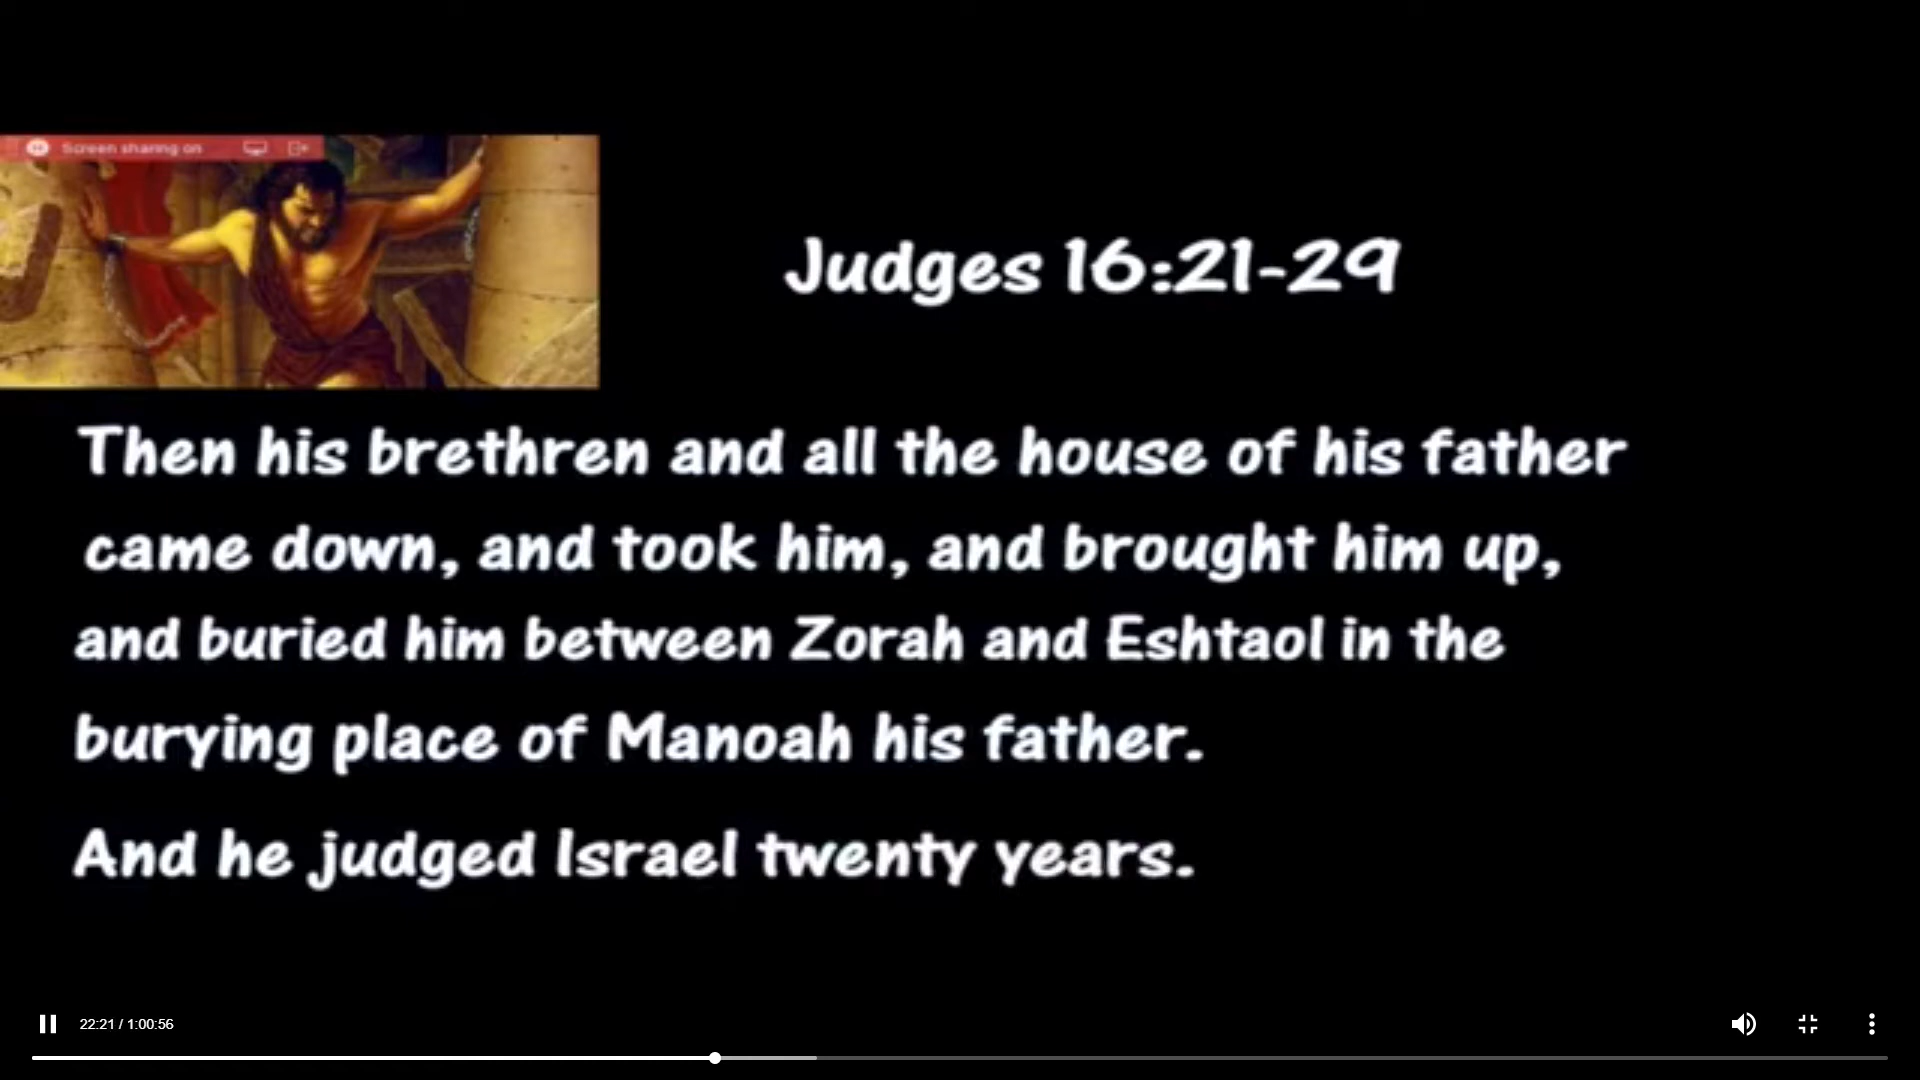 Screen sharing on
Judges 16:21-29
Then his brethren and all the house of his father
came down, and took him, and brought him up,
and buried him between Zorah and Eshtaol in the
burying place of Manoah his father.
And he judged Israel twenty years.
22:21 / 1:00:56